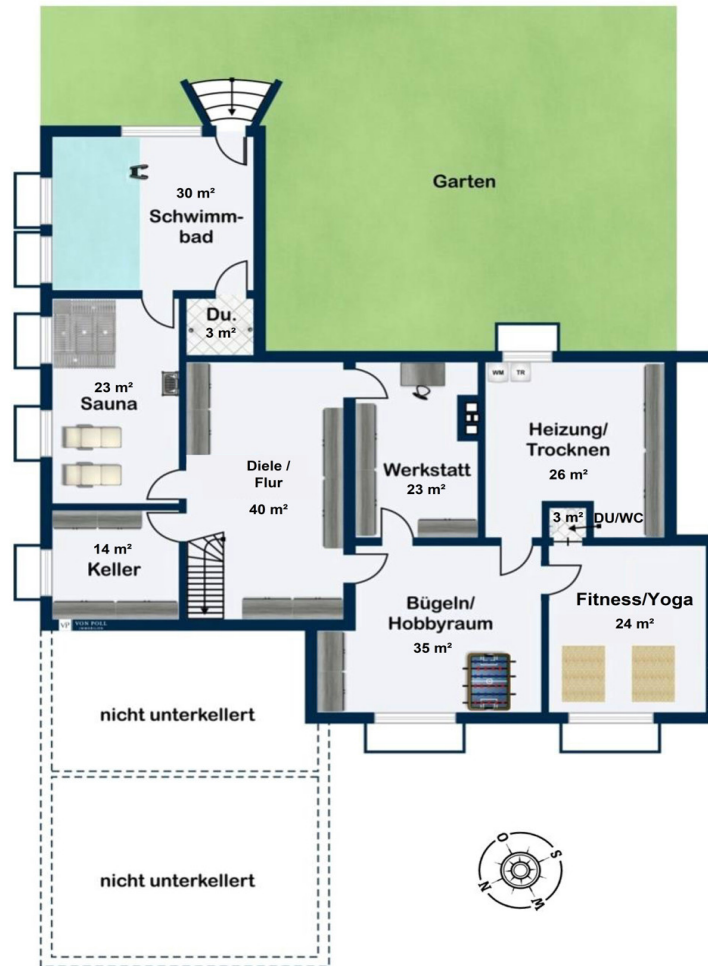 Garten
30 m²
Schwimm-
bad
Du.
3 m²
23 m²
Sauna
WM
TR
Heizung/
Trocknen
26 m²
Diele /
Flur
40 m²
Werkstatt
23 m²
3 m²
DU/WC
14 m²
Keller
Bügeln/
Hobbyraum
35 m²
Fitness/Yoga
24 m²
VP VON POLL
IMMOBILIEN
nicht unterkellert
nicht unterkellert
O
S
N
W